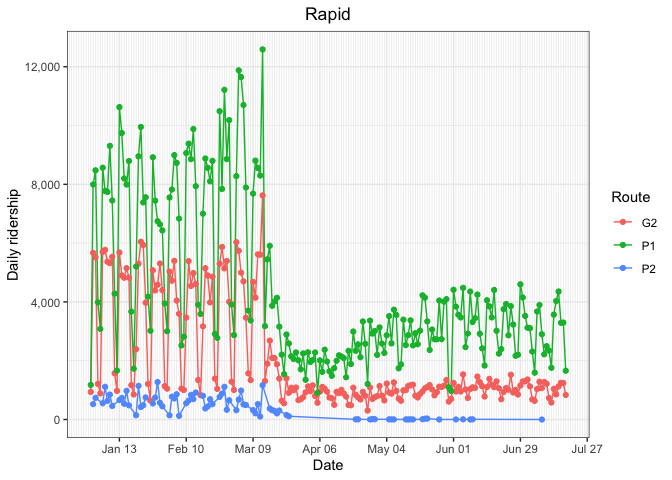 Rapid
Daily ridership
12,000
8,000
4,000
0
Jan 13 Feb 10 Mar 09 Apr 06 May 04 Jun 01 Jun 29 Jul 27
Date
Route
G2
P1
P2